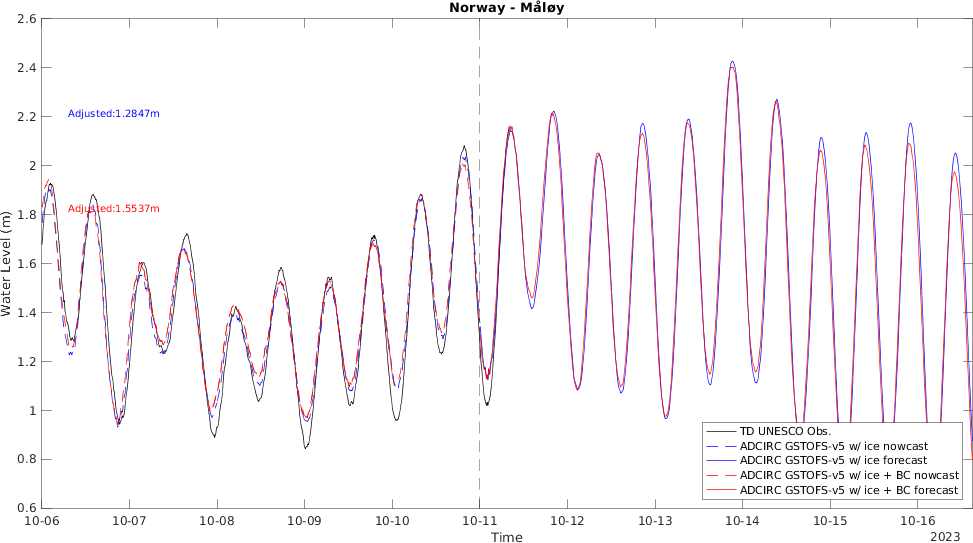 Norway - Måløy
2.6
2.4
2.2
2
1.8
1.6
1.4
1.2
1
0.8
0.6
Water Level (m)
Adjusted:1.2847m
Adjusted:1.5537m
TD UNESCO Obs.
ADCIRC GSTOFS-v5 w/ ice nowcast
ADCIRC GSTOFS-v5 w/ ice forecast
ADCIRC GSTOFS-v5 w/ ice + BC nowcast
ADCIRC GSTOFS-v5 w/ ice + BC forecast
10-06 10-07 10-08 10-09 10-10 10-11 10-12 10-13 10-14 10-15 10-16
Time
2023